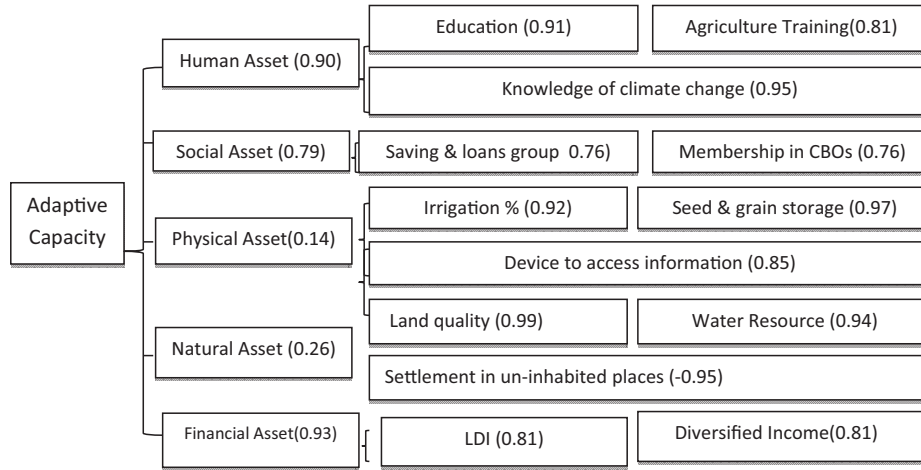 Education (0.91)
Agriculture Training(0.81)
Human Asset (0.90)
Knowledge of climate change (0.95)
Social Asset (0.79)
Saving & loans group 0.76)
Membership in CBOs (0.76)
Adaptive
Capacity
Irrigation % (0.92)
Seed & grain storage (0.97)
Physical Asset(0.14)
Device to access information (0.85)
Land quality (0.99)
Water Resource (0.94)
Natural Asset (0.26)
Settlement in un-inhabited places (-0.95)
Financial Asset(0.93)
LDI (0.81)
Diversified Income(0.81)